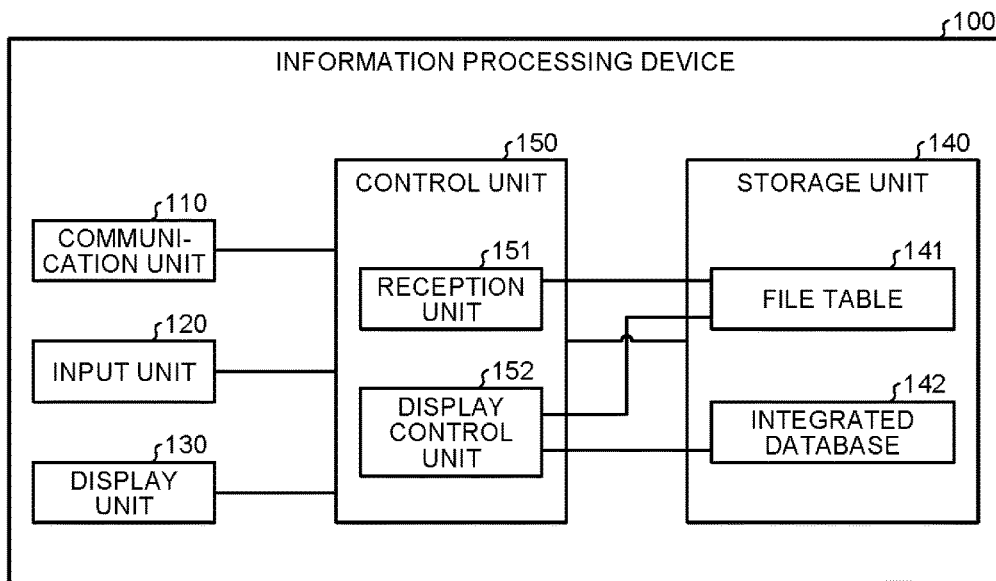 100
INFORMATION PROCESSING DEVICE
150
CONTROL UNIT
140
STORAGE UNIT
110
COMMUNI-
CATION UNIT
151
RECEPTION
UNIT
141
FILE TABLE
120
INPUT UNIT
152
DISPLAY
CONTROL
UNIT
142
INTEGRATED
DATABASE
130
DISPLAY
UNIT